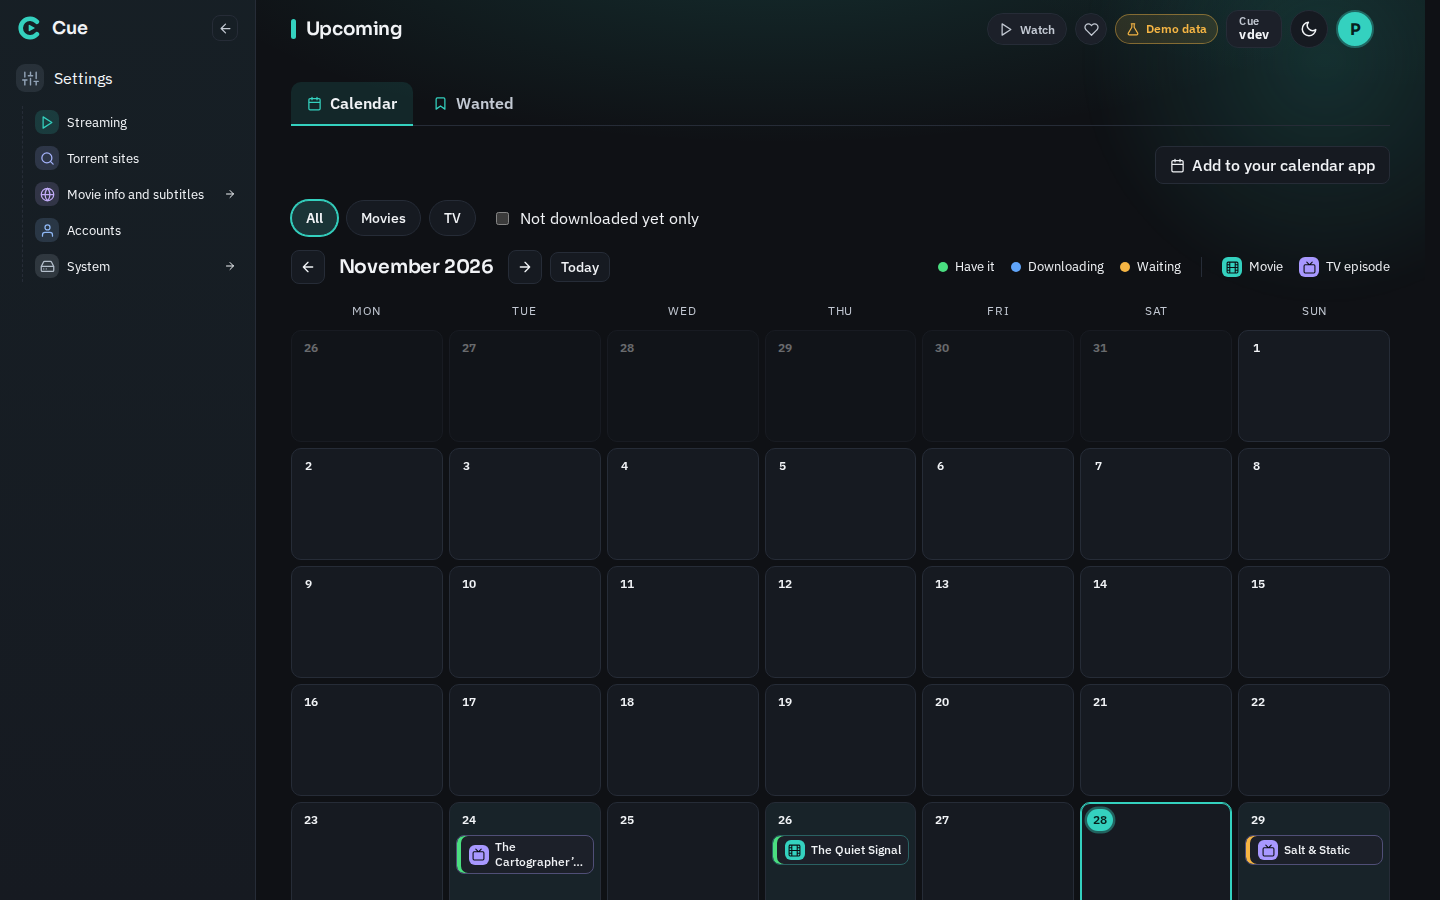 Cue
Settings
Streaming
Torrent sites
Movie info and subtitles
Accounts
System
Upcoming
Watch
Demo data
Cue
vdev
P
Calendar
Wanted
Add to your calendar app
All
Movies
TV
Not downloaded yet only
November 2026
Today
Have it
Downloading
Waiting
Movie
TV episode
MON TUE WED THU FRI SAT SUN
26 27 28 29 30 31 1
2 3 4 5 6 7 8
9 10 11 12 13 14 15
16 17 18 19 20 21 22
23 24 25 26 27 28 29
The
Cartographer'...
The Quiet Signal
Salt & Static